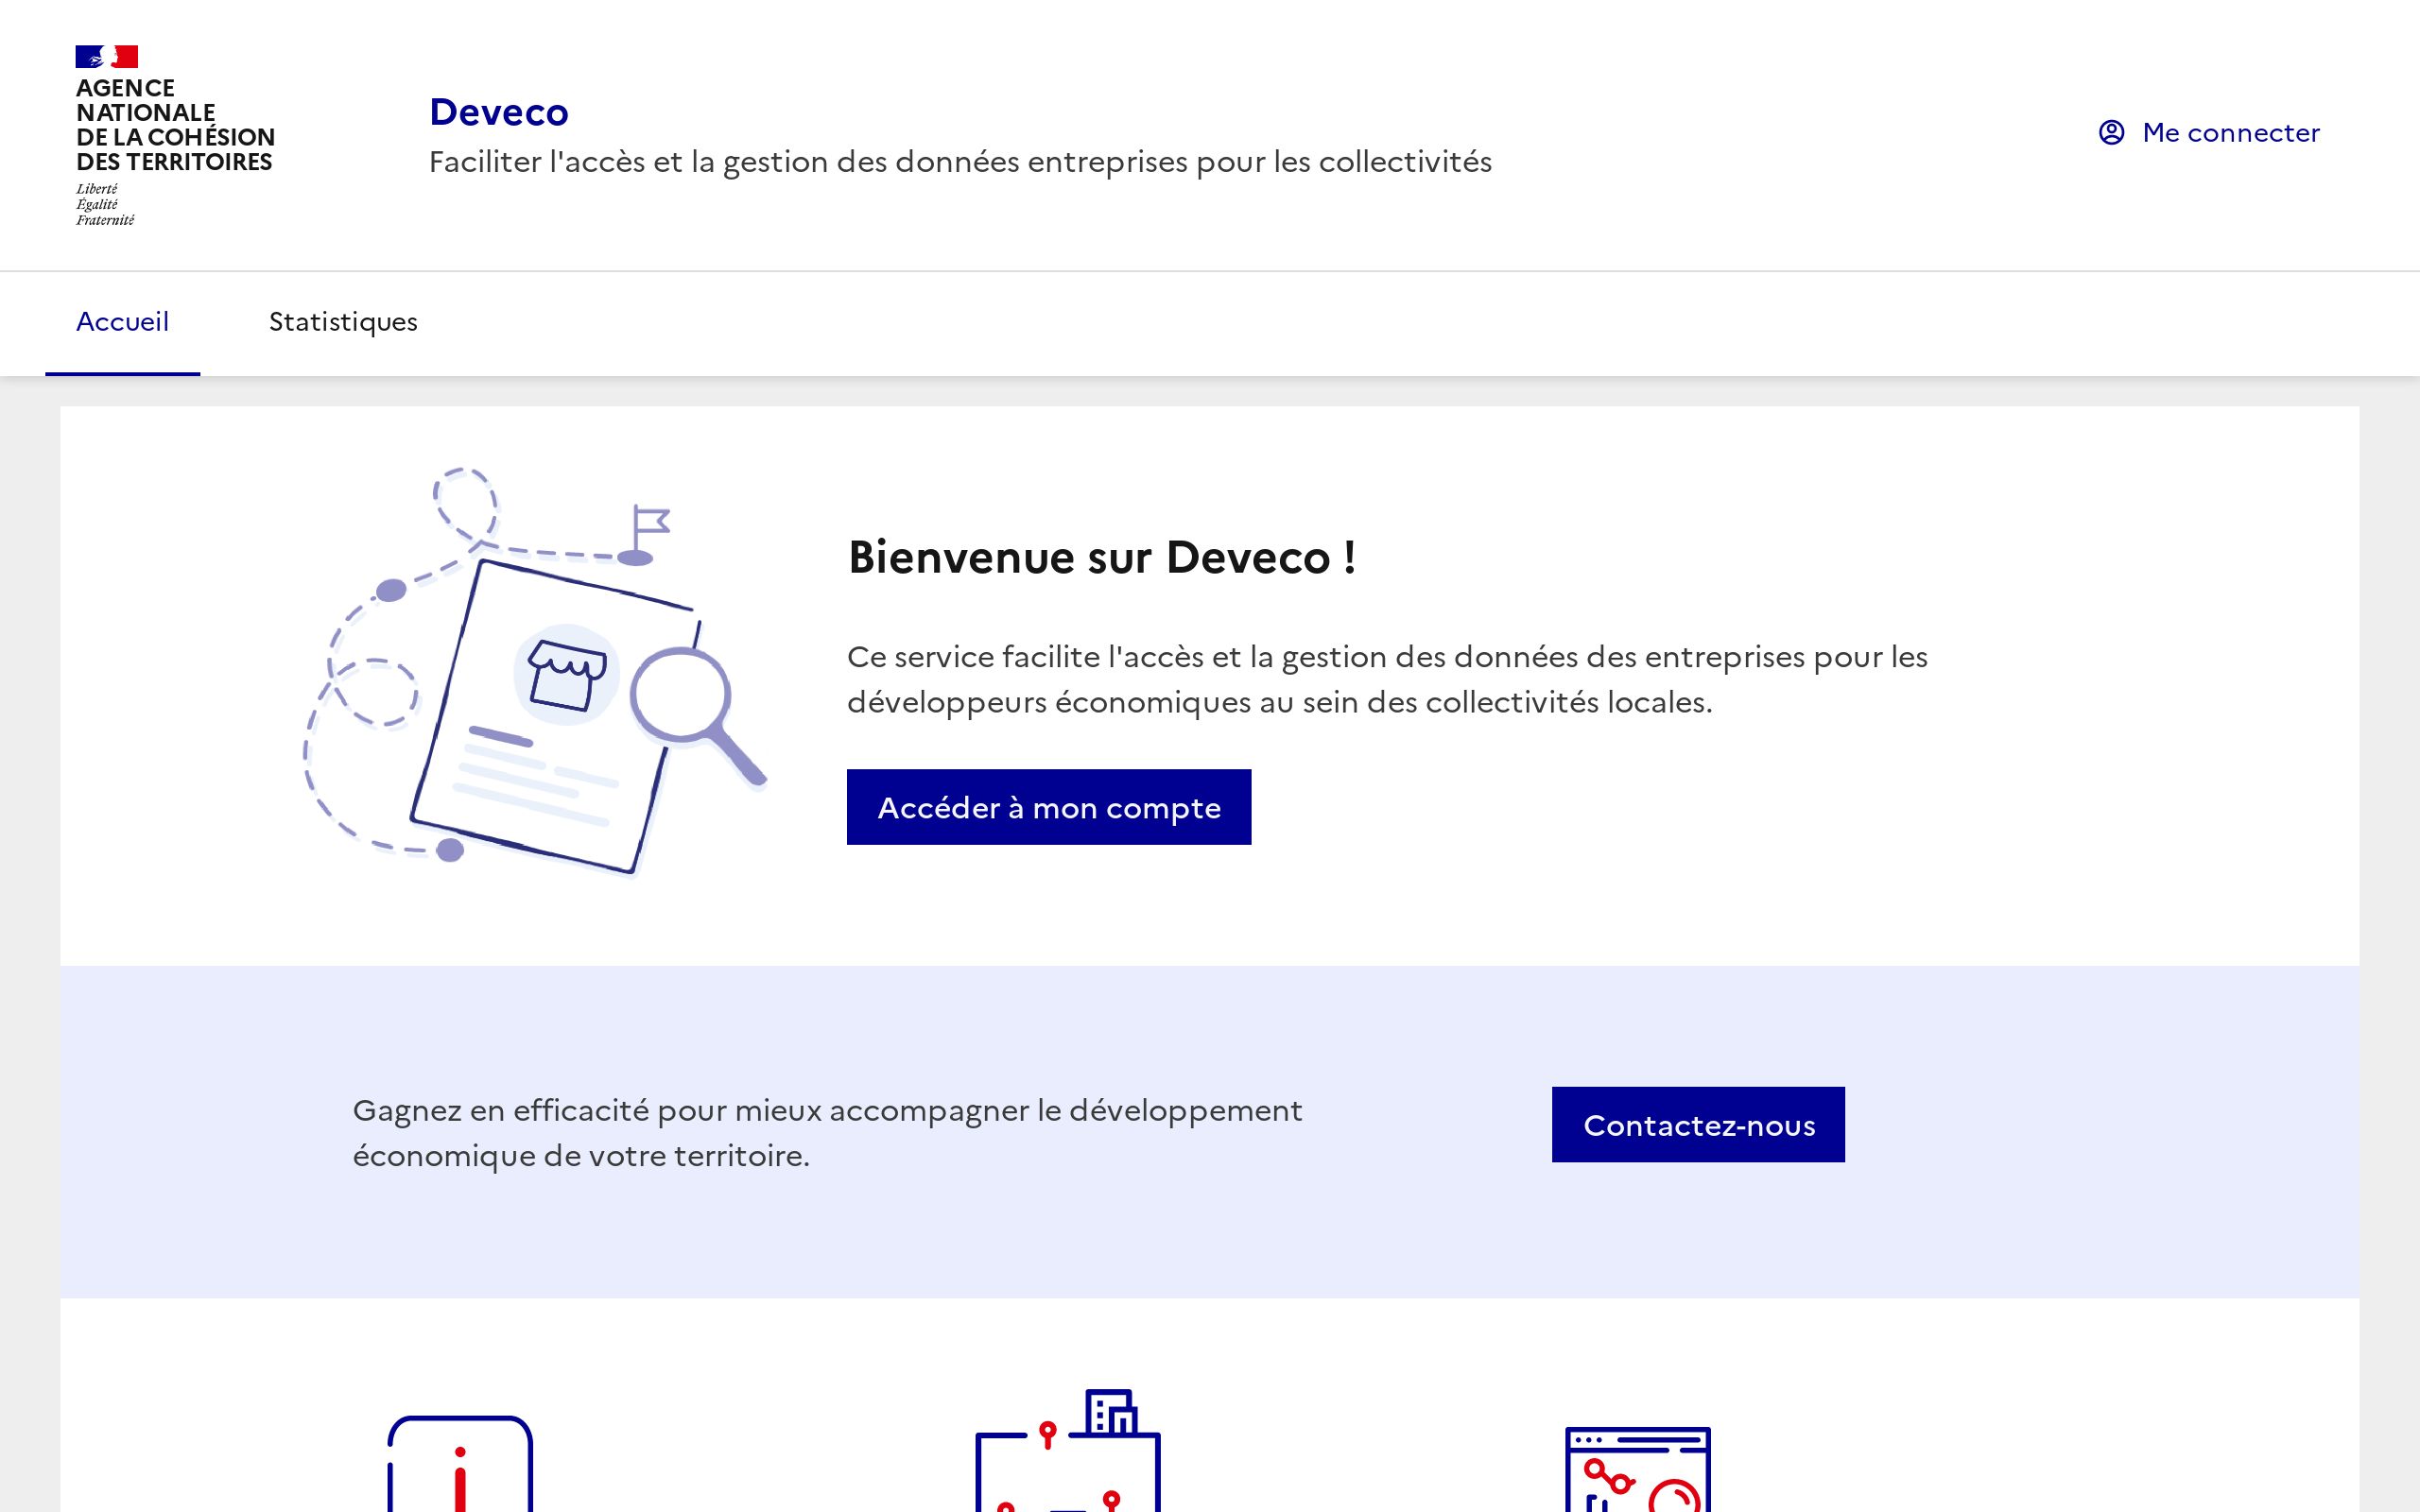 AGENCE
NATIONALE
DE LA COHÉSION
DES TERRITOIRES
Liberté
Égalité
Fraternité
Deveco
Faciliter l'accès et la gestion des données entreprises pour les collectivités
Me connecter
Accueil
Statistiques
Bienvenue sur Deveco !
Ce service facilite l'accès et la gestion des données des entreprises pour les
développeurs économiques au sein des collectivités locales.
Accéder à mon compte
Gagnez en efficacité pour mieux accompagner le développement
économique de votre territoire.
Contactez-nous